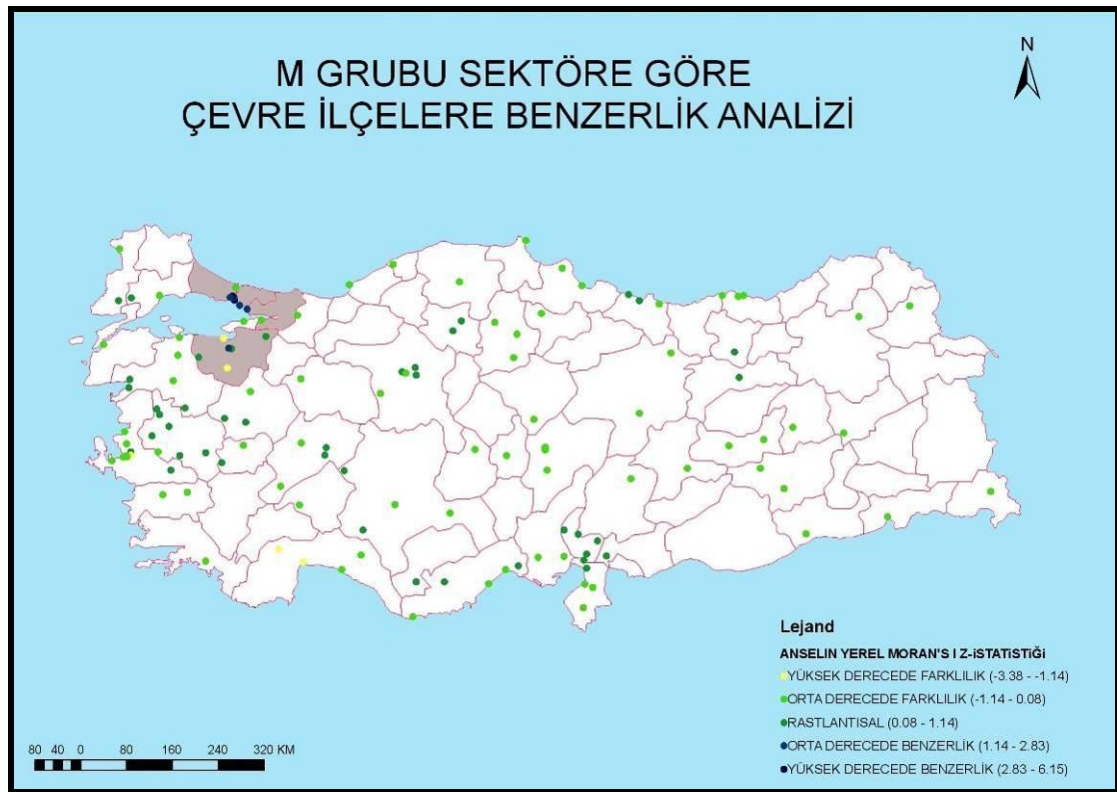 M GRUBU SEKTÖRE GÖRE
ÇEVRE İLÇELERE BENZERLİK ANALİZİ
N
Lejand
ANSELIN YEREL MORAN'S I Z-iSTATiSTİĞi
YÜKSEK DERECEDE FARKLILIK (-3.38 - -1.14)
ORTA DERECEDE FARKLILIK (-1.14 - 0.08)
RASTLANTISAL (0.08 - 1.14)
ORTA DERECEDE BENZERLİK (1.14 - 2.83)
YÜKSEK DERECEDE BENZERLİK (2.83 - 6.15)
80 40 0 80 160 240 320 KM